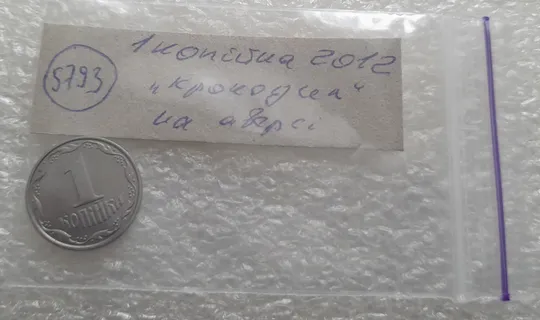 5793
1 копійка 2012
„крокодил“
на аверсі
1
КОПІЙКА